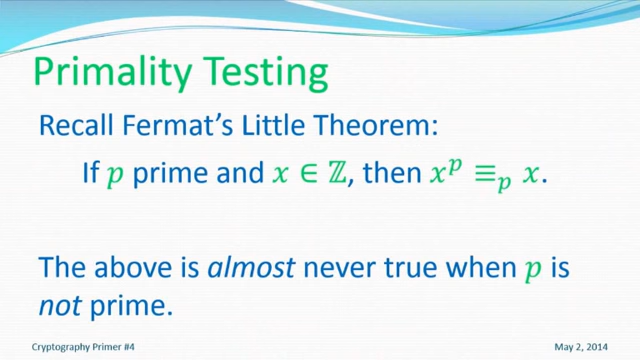 Primality Testing
Recall Fermat's Little Theorem:
If p prime and x ∈ ℤ, then xᵖ ≡ₚ x.
The above is almost never true when p is
not prime.
Cryptography Primer #4
May 2, 2014